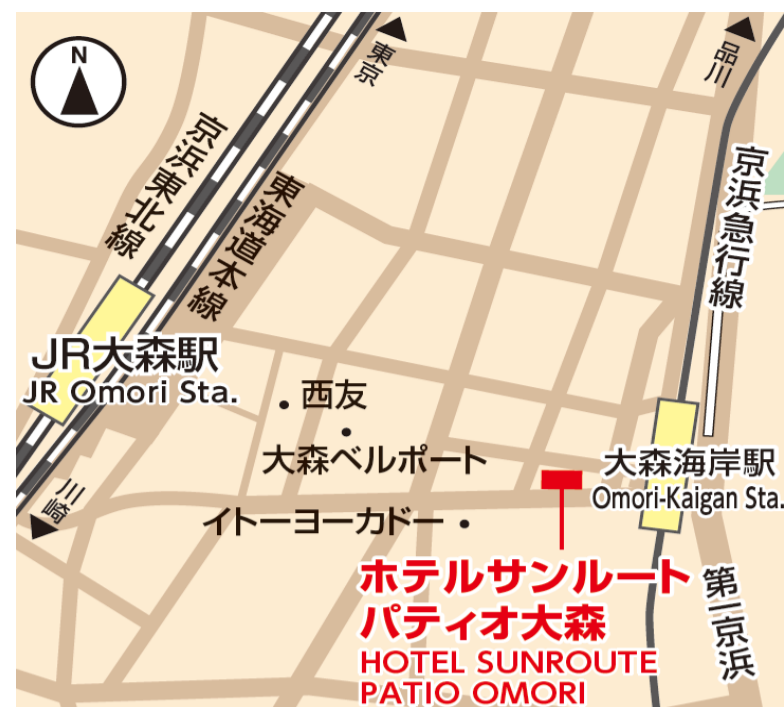 N
東京
品川
京浜東北線
東海道本線
京浜急行線
JR大森駅
JR Omori Sta.
西友
大森ベルポート
大森海岸駅
Omori-Kaigan Sta.
川崎
イトーヨーカドー
ホテルサンルート
パティオ大森
HOTEL SUNROUTE
PATIO OMORI
第一京浜